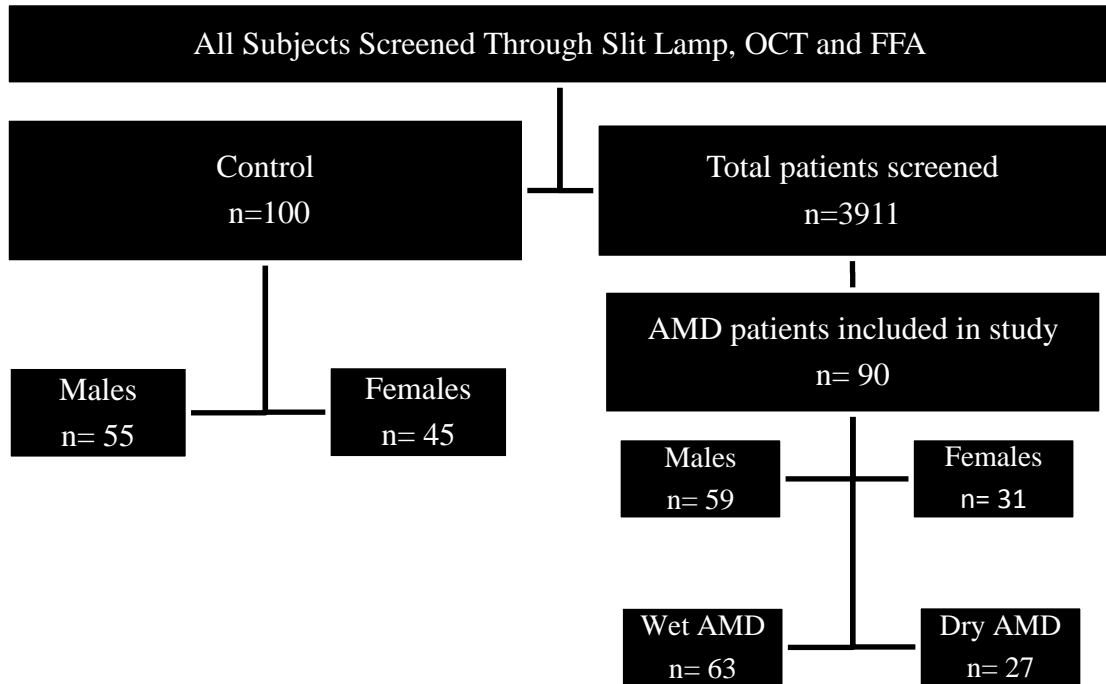 All Subjects Screened Through Slit Lamp, OCT and FFA
Control
n=100
Total patients screened
n=3911
AMD patients included in study
n= 90
Males
n= 55
Females
n= 45
Males
n= 59
Females
n= 31
Wet AMD
n= 63
Dry AMD
n= 27